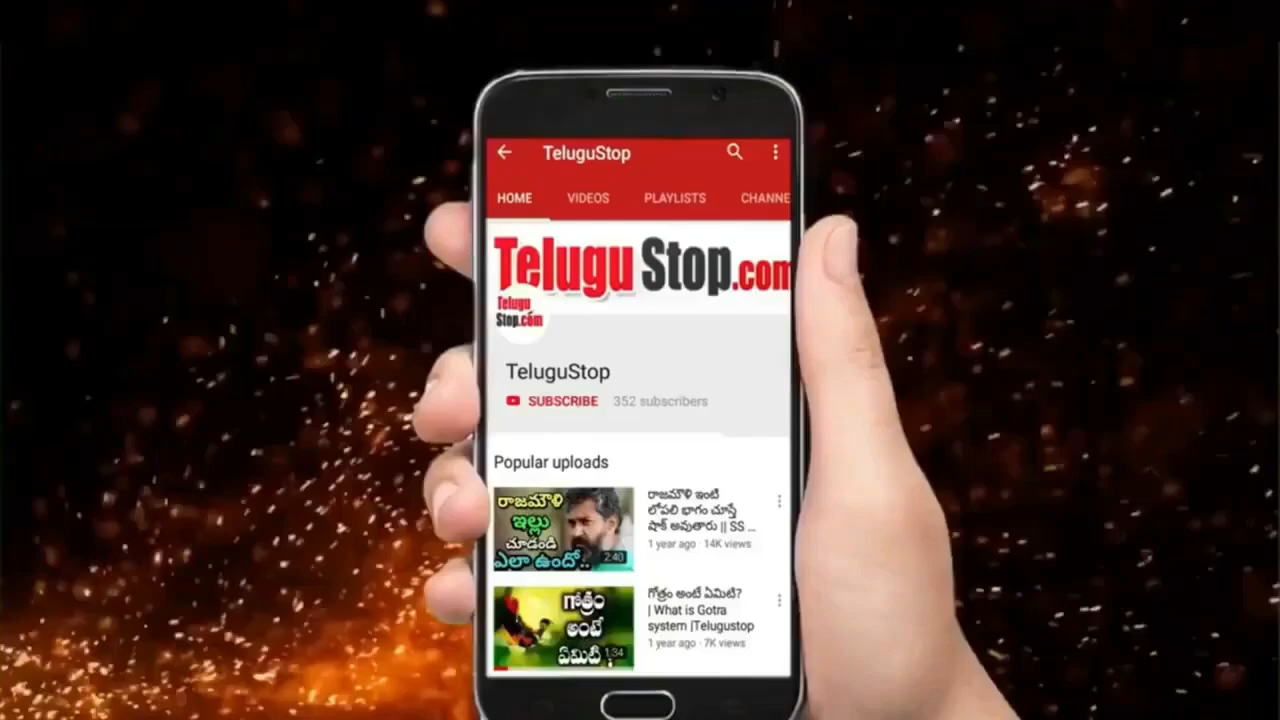 TeluguStop
HOME VIDEOS PLAYLISTS CHANNE
Telugu Stop.com
Telugu
Stop.com
TeluguStop
SUBSCRIBE 352 subscribers
Popular uploads
రాజమౌళి
ఇల్లు
చూడండి
ఎలా ఉందో..
2:40
రాజమౌళి ఇంటి
లోపలి భాగం చూస్తే
షాక్ అవుతారు || SS ...
1 year ago · 14K views
గోత్రం
అంటే
ఏమిటి ?
1:34
గోత్రం అంటే ఏమిటి?
| What is Gotra
system |Telugustop
1 year ago · 7K views